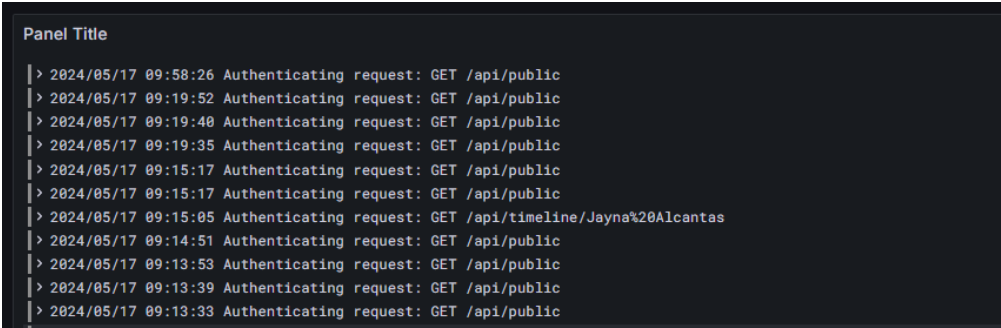 Panel Title
> 2024/05/17 09:58:26 Authenticating request: GET /api/public
> 2024/05/17 09:19:52 Authenticating request: GET /api/public
> 2024/05/17 09:19:40 Authenticating request: GET /api/public
> 2024/05/17 09:19:35 Authenticating request: GET /api/public
> 2024/05/17 09:15:17 Authenticating request: GET /api/public
> 2024/05/17 09:15:17 Authenticating request: GET /api/public
> 2024/05/17 09:15:05 Authenticating request: GET /api/timeline/Jayna%20Alcantas
> 2024/05/17 09:14:51 Authenticating request: GET /api/public
> 2024/05/17 09:13:53 Authenticating request: GET /api/public
> 2024/05/17 09:13:39 Authenticating request: GET /api/public
> 2024/05/17 09:13:33 Authenticating request: GET /api/public